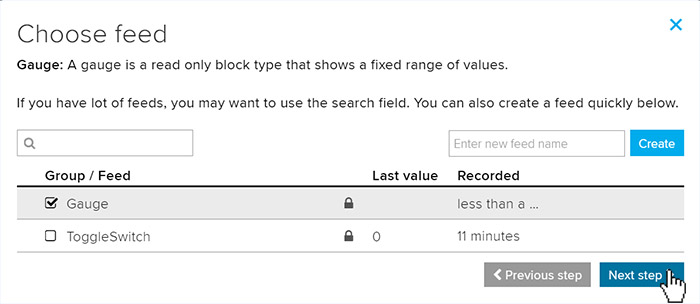 Choose feed
Gauge: A gauge is a read only block type that shows a fixed range of values.
If you have lot of feeds, you may want to use the search field. You can also create a feed quickly below.
Enter new feed name Create
Group / Feed Last value Recorded
Gauge less than a ...
ToggleSwitch 0 11 minutes
Previous step Next step